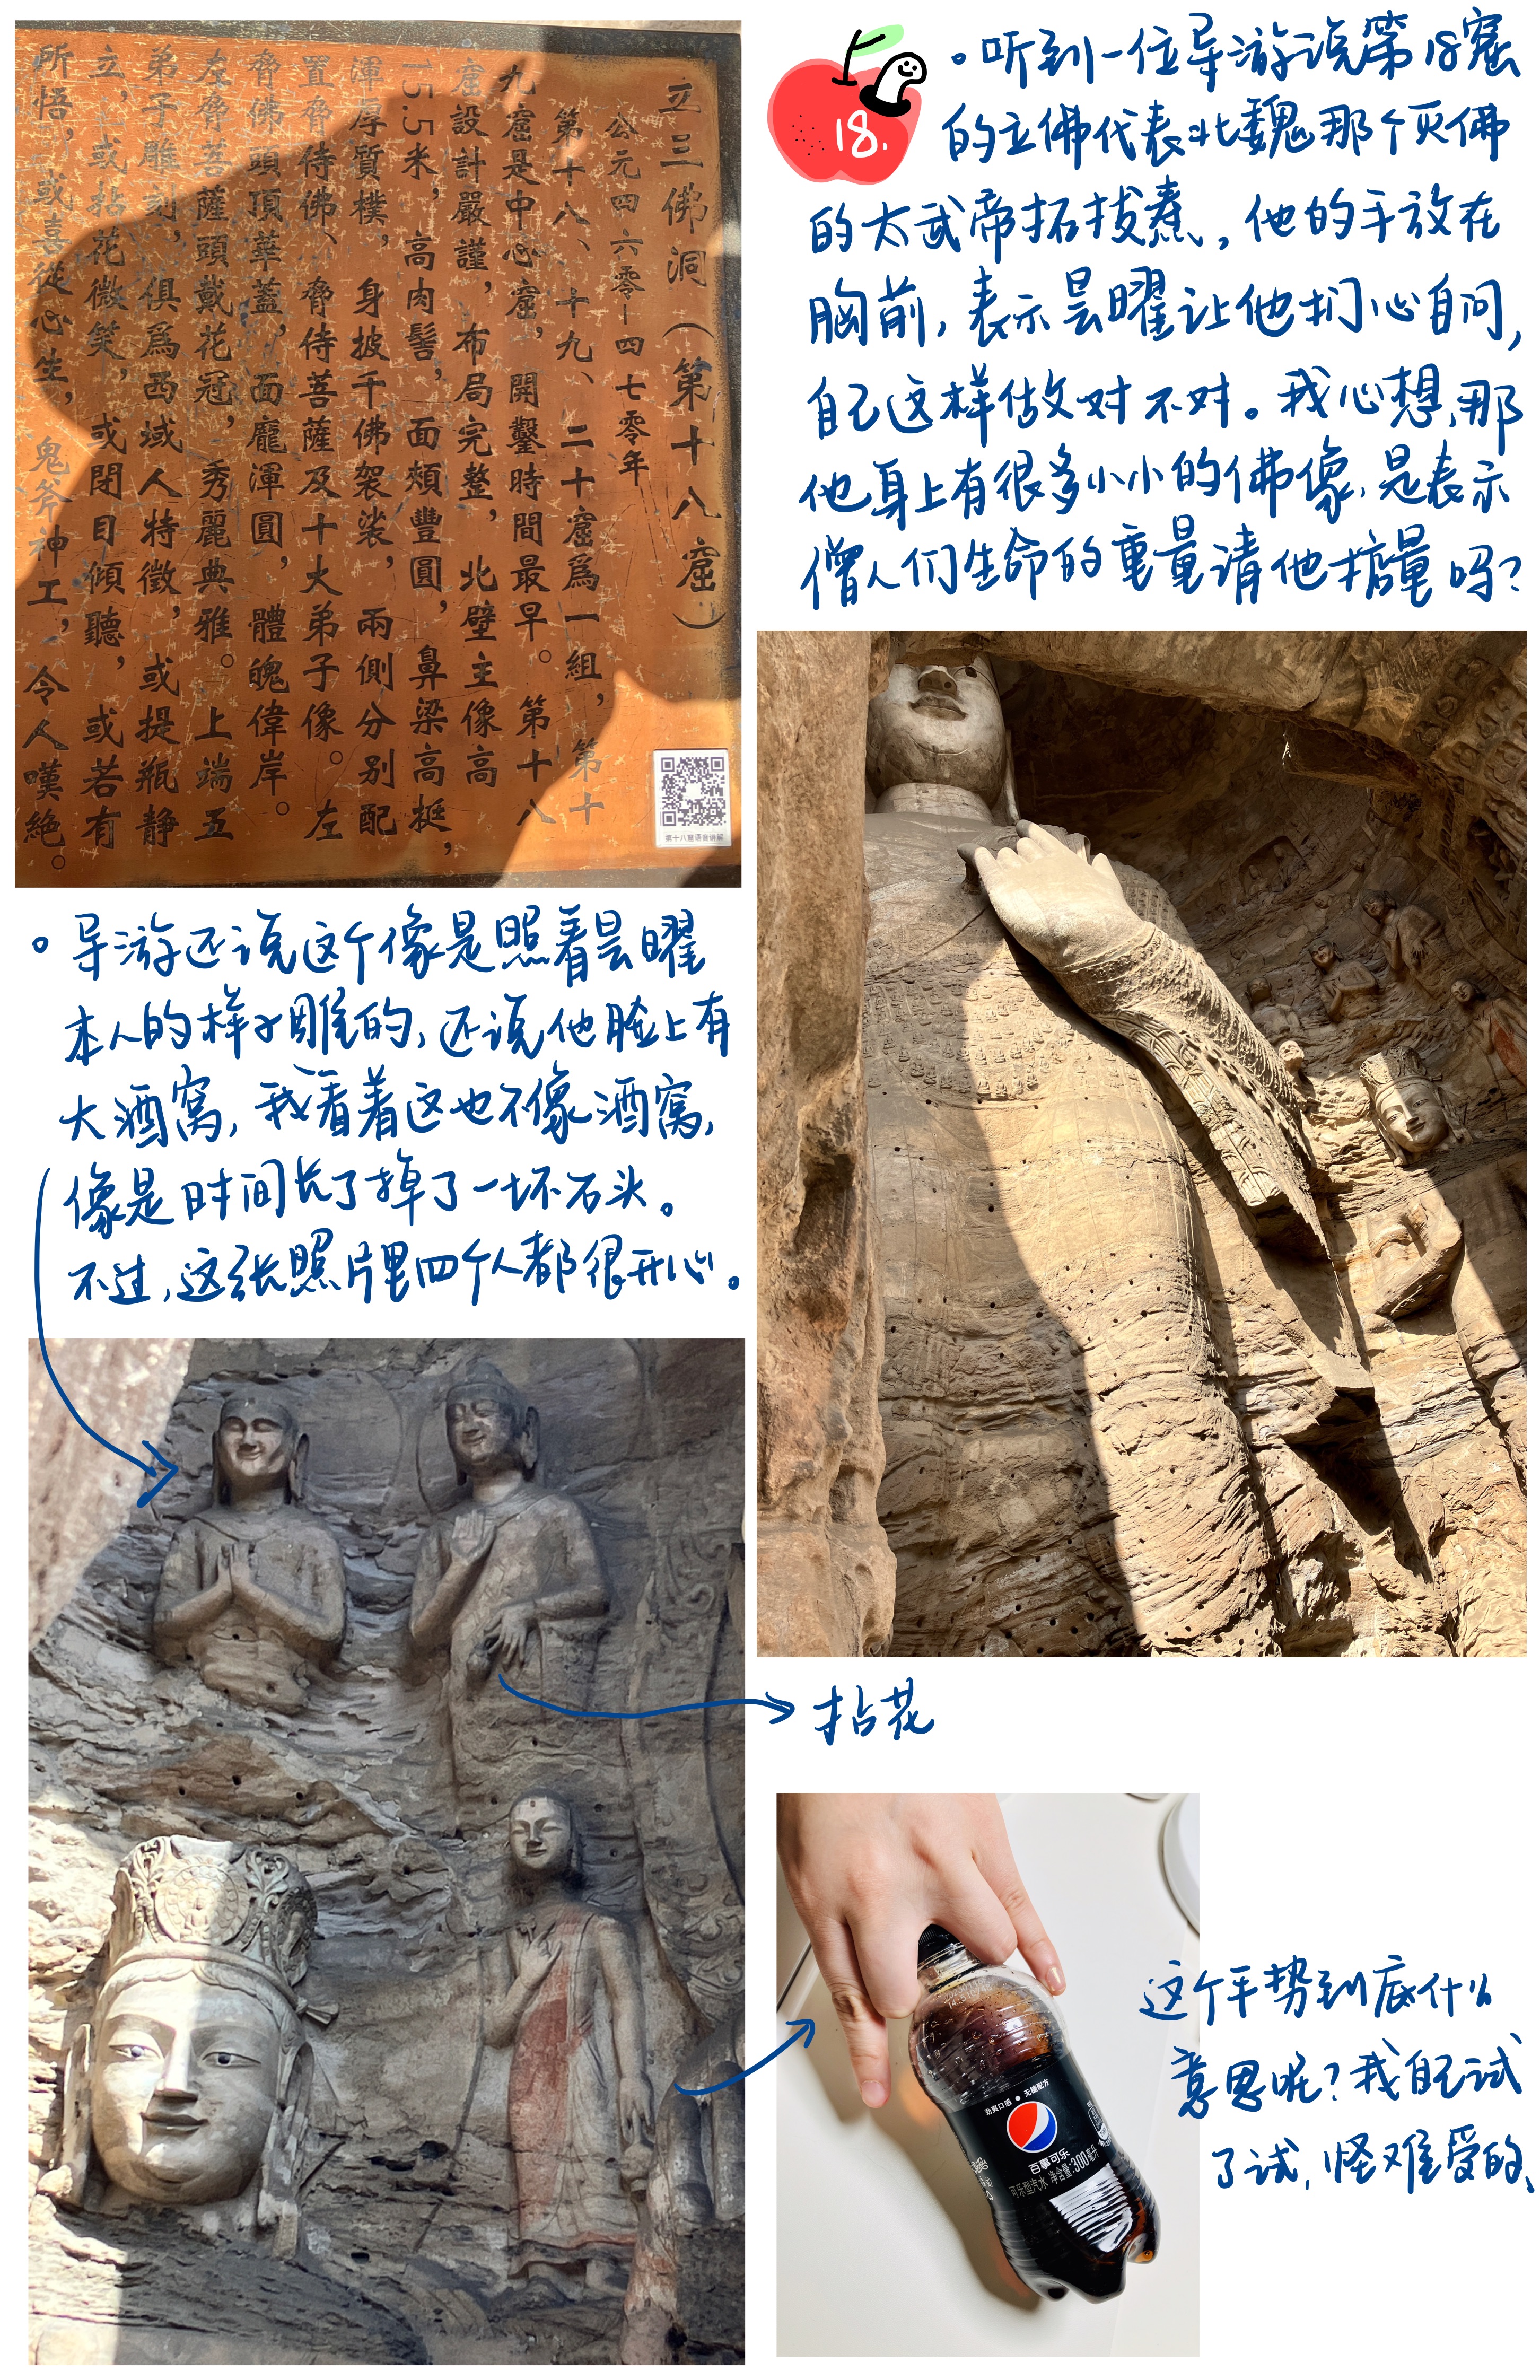 立三佛洞（第十八窟）
公元四六零—四七零年
第十八、十九、二十窟爲一組，第十
九窟是中心窟，開鑿時間最早。第十八
窟設計嚴謹，布局完整，北壁主像高
15.5米，高肉髻，面頰豐圓，鼻梁高挺，
渾厚質樸，身披千佛袈裟，兩側分别配
置脅侍佛、脅侍菩薩及十大弟子像。左
脅佛頭頂華蓋，面龐渾圓，體魄偉岸。
左脅菩薩頭戴花冠，秀麗典雅。上端五
弟子雕刻，俱爲西域人特徵，或提瓶静
立，或拈花微笑，或閉目傾聽，或若有
所悟，或喜從心生，鬼斧神工，令人嘆絶。
第十八窟语音讲解
18.
。听到一位导游说第18窟
的立佛代表北魏那个灭佛
的太武帝拓拔焘，他的手放在
胸前，表示昙曜让他扪心自问，
自己这样做对不对。我心想，那
他身上有很多小小的佛像，是表示
僧人们生命的重量请他掂量吗？
。导游还说这个像是照着昙曜
本人的样子雕的，还说他脸上有
大酒窝，我看着这也不像酒窝，
像是时间长了掉了一坏石头。
不过，这张照片里四个人都很开心。
拈花
这个手势到底什么
意思呢？我自己试
了试，怪难受的、
劲爽口感 ● 无糖配方
百事可乐
可乐型汽水 净含量:300毫升